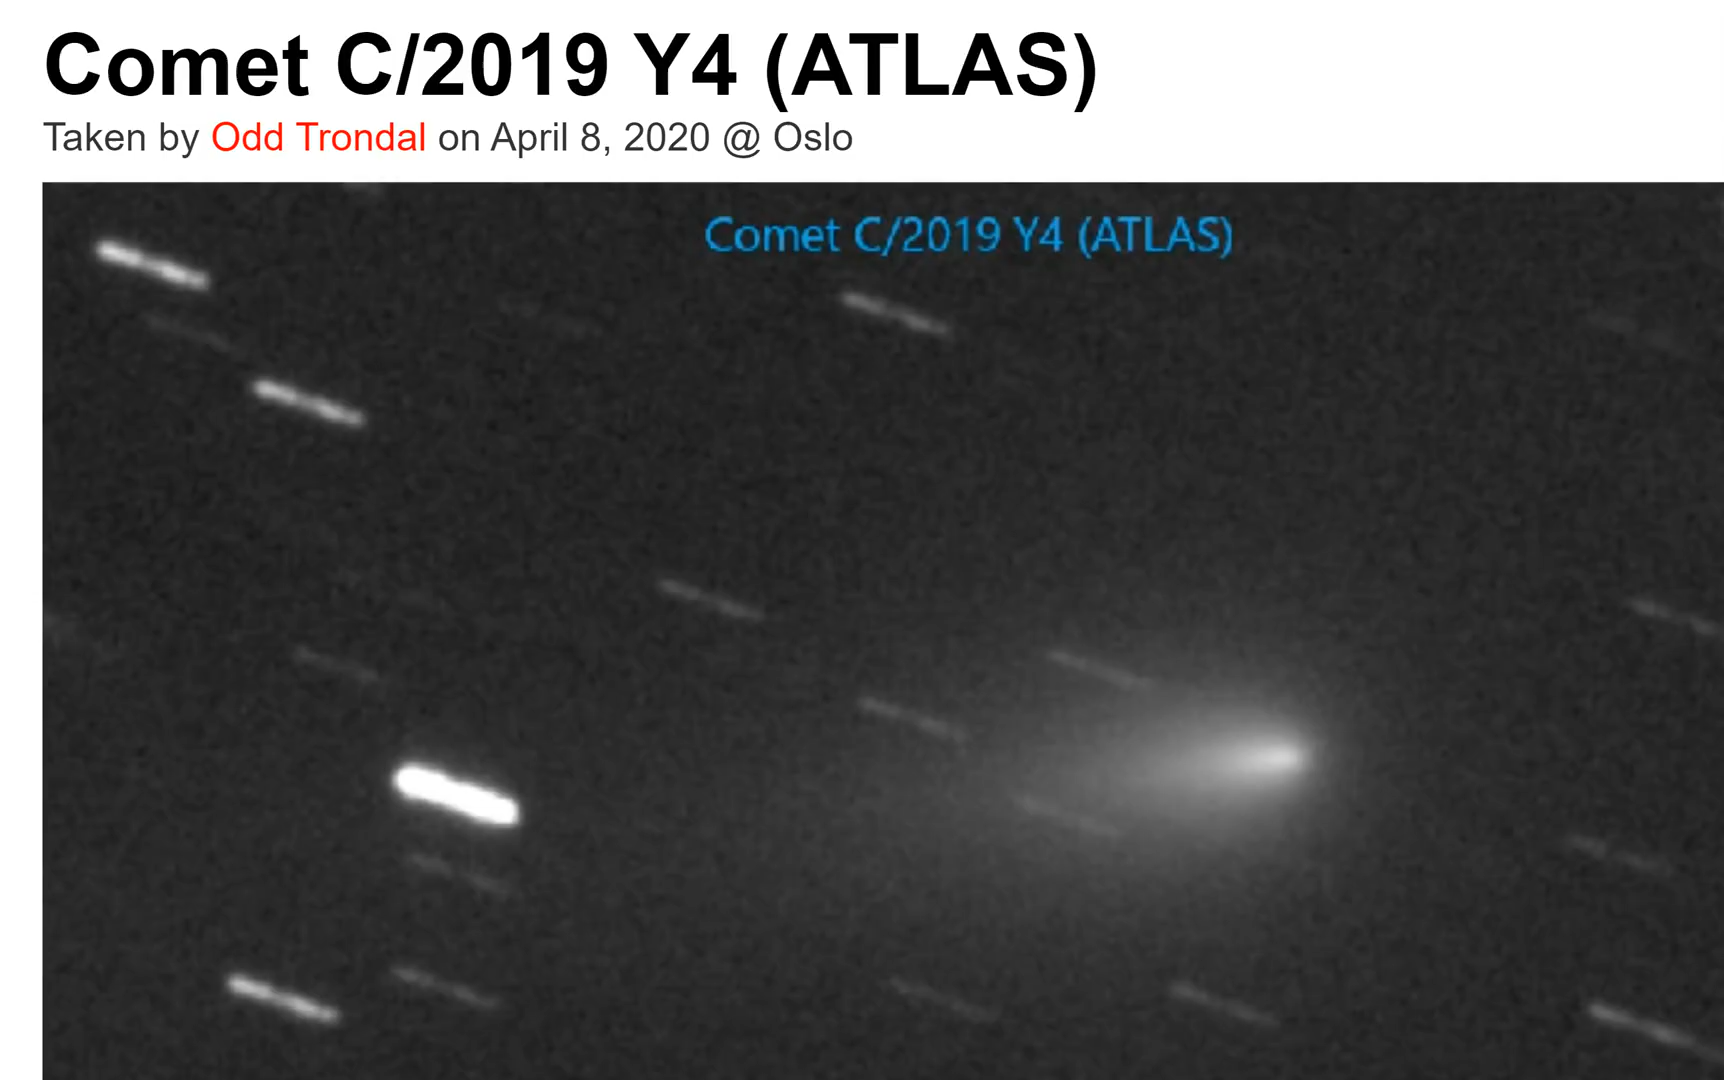 Comet C/2019 Y4 (ATLAS)
Taken by Odd Trondal on April 8, 2020 @ Oslo
Comet C/2019 Y4 (ATLAS)